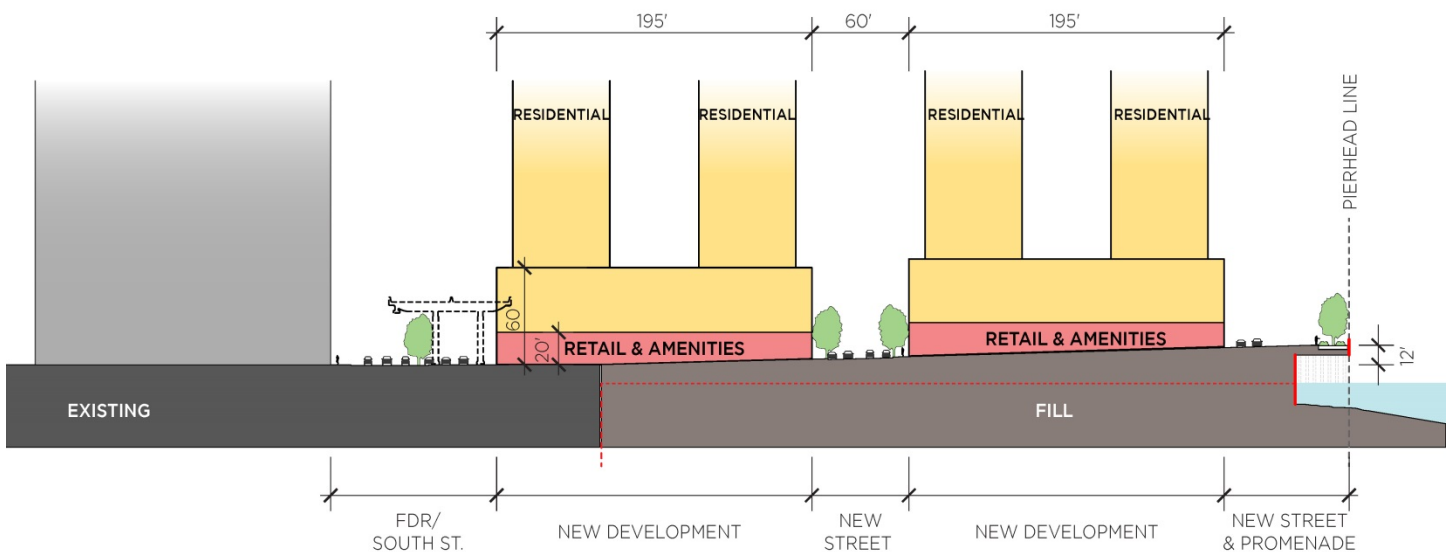 195'
60'
195'
RESIDENTIAL
RESIDENTIAL
RESIDENTIAL
RESIDENTIAL
PIERHEAD LINE
60'
20'
RETAIL & AMENITIES
RETAIL & AMENITIES
12'
EXISTING
FILL
FDR/
SOUTH ST.
NEW DEVELOPMENT
NEW
STREET
NEW DEVELOPMENT
NEW STREET
& PROMENADE